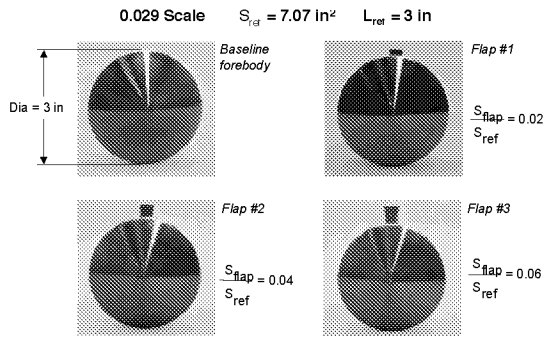 0.029 Scale S_ref = 7.07 in² L_ref = 3 in
Baseline
forebody
Dia = 3 in
Flap #1
S_flap
S_ref
= 0.02
Flap #2
S_flap
S_ref
= 0.04
Flap #3
S_flap
S_ref
= 0.06